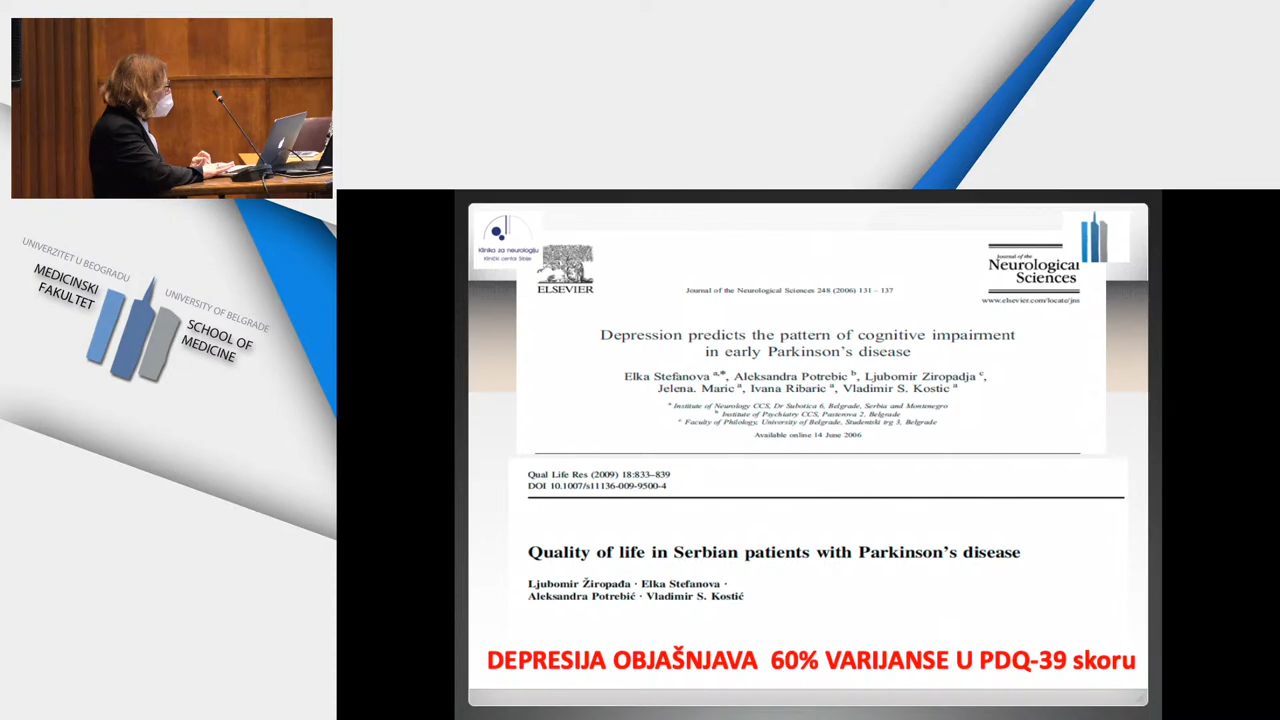 UNIVERZITET U BEOGRADU
MEDICINSKI
FAKULTET
UNIVERSITY OF BELGRADE
SCHOOL OF
MEDICINE
Klinika za neurologiju
Klinički centar Srbije
ELSEVIER
Journal of the Neurological Sciences 248 (2006) 131 – 137
Journal of the
Neurological
Sciences
www.elsevier.com/locate/jns
Depression predicts the pattern of cognitive impairment
in early Parkinson's disease
Elka Stefanova a,*, Aleksandra Potrebic b, Ljubomir Ziropadja c,
Jelena. Maric a, Ivana Ribaric a, Vladimir S. Kostic a
a Institute of Neurology CCS, Dr Subotica 6, Belgrade, Serbia and Montenegro
b Institute of Psychiatry CCS, Pasterova 2, Belgrade
c Faculty of Philology, University of Belgrade, Studentski trg 3, Belgrade
Available online 14 June 2006
Qual Life Res (2009) 18:833–839
DOI 10.1007/s11136-009-9500-4
Quality of life in Serbian patients with Parkinson's disease
Ljubomir Žiropađa · Elka Stefanova ·
Aleksandra Potrebić · Vladimir S. Kostić
DEPRESIJA OBJAŠNJAVA 60% VARIJANSE U PDQ-39 skoru